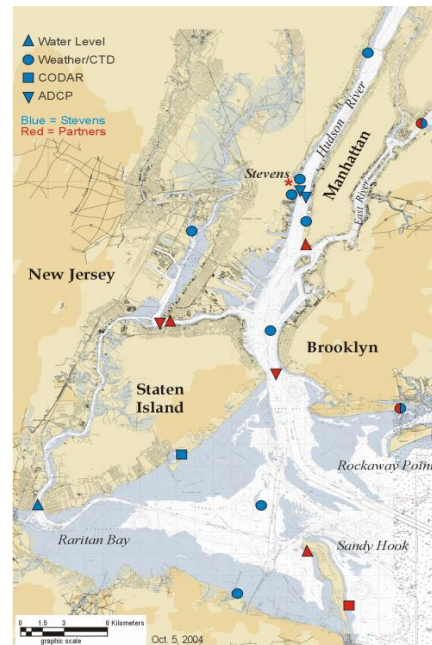 Water Level
Weather/CTD
CODAR
ADCP
Blue = Stevens
Red = Partners
Hudson River
Stevens
*
Manhattan
East River
New Jersey
Brooklyn
Staten
Island
Rockaway Point
Raritan Bay
Sandy Hook
0 1.5 3 6 Kilometers
graphic scale
Oct. 5, 2004